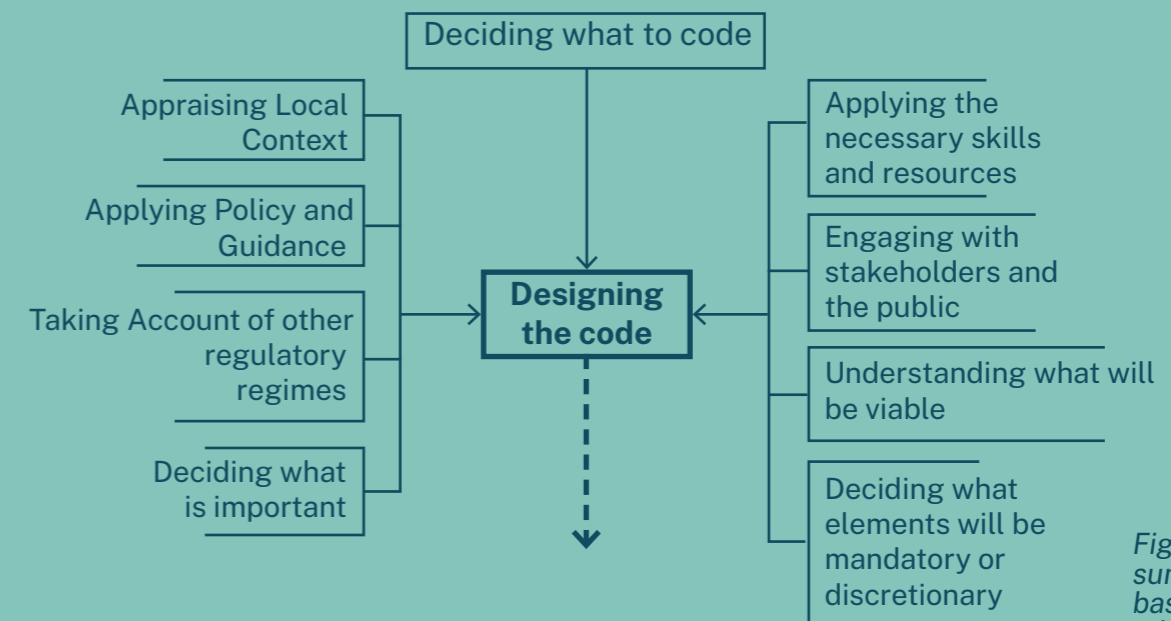 Deciding what to code
Appraising Local
Context
Applying Policy and
Guidance
Taking Account of other
regulatory
regimes
Deciding what
is important
Designing
the code
Applying the
necessary skills
and resources
Engaging with
stakeholders and
the public
Understanding what will
be viable
Deciding what
elements will be
mandatory or
discretionary